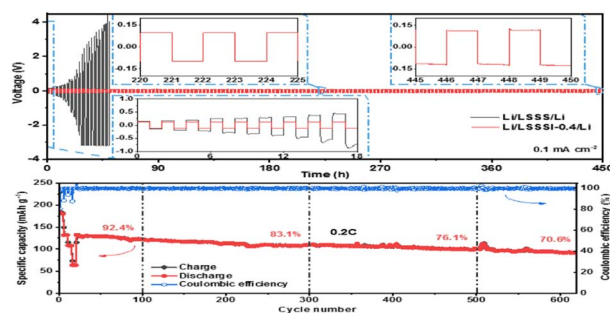 4
2
0
-2
-4
Voltage (V)
0.15
0.00
220 221 222 223 224 225
0.15
0.00
445 446 447 448 449 450
1.0
0.5
0.0
-0.5
-1.0
0 6 12 18
Li/LSSS/Li
Li/LSSSI-0.4/Li
0.1 mA cm⁻²
0 90 180 270 360 450
Time (h)
250
200
150
100
50
0
Specific capacity (mAh g⁻¹)
92.4%
83.1%
0.2C
76.1%
70.6%
Charge
Discharge
Coulombic efficiency
100
80
60
40
20
0
Coulombic efficiency (%)
0 100 200 300 400 500 600
Cycle number